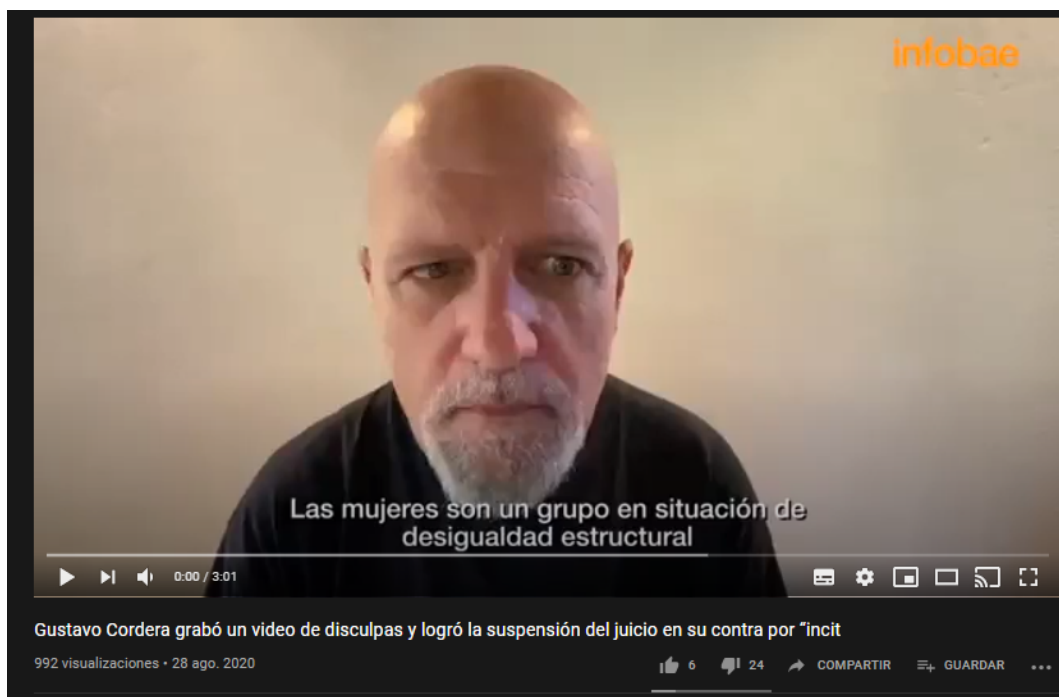 infobae
Las mujeres son un grupo en situación de
desigualdad estructural
0:00 / 3:01
Gustavo Cordera grabó un video de disculpas y logró la suspensión del juicio en su contra por “incit
992 visualizaciones • 28 ago. 2020
6
24
COMPARTIR
GUARDAR